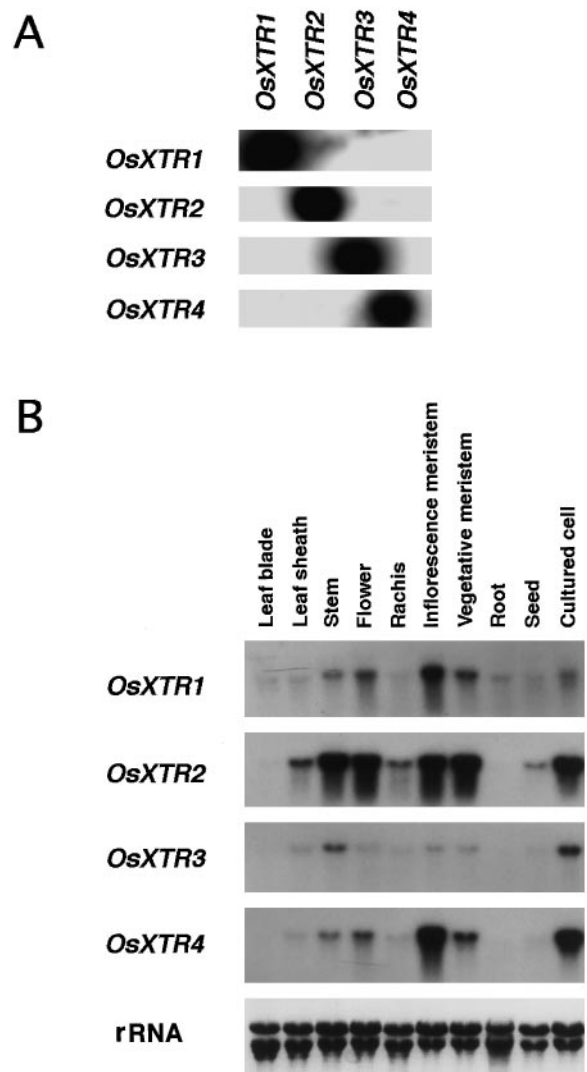 A
OsXTR1
OsXTR2
OsXTR3
OsXTR4
OsXTR1
OsXTR2
OsXTR3
OsXTR4
B
Leaf blade
Leaf sheath
Stem
Flower
Rachis
Inflorescence meristem
Vegetative meristem
Root
Seed
Cultured cell
OsXTR1
OsXTR2
OsXTR3
OsXTR4
rRNA